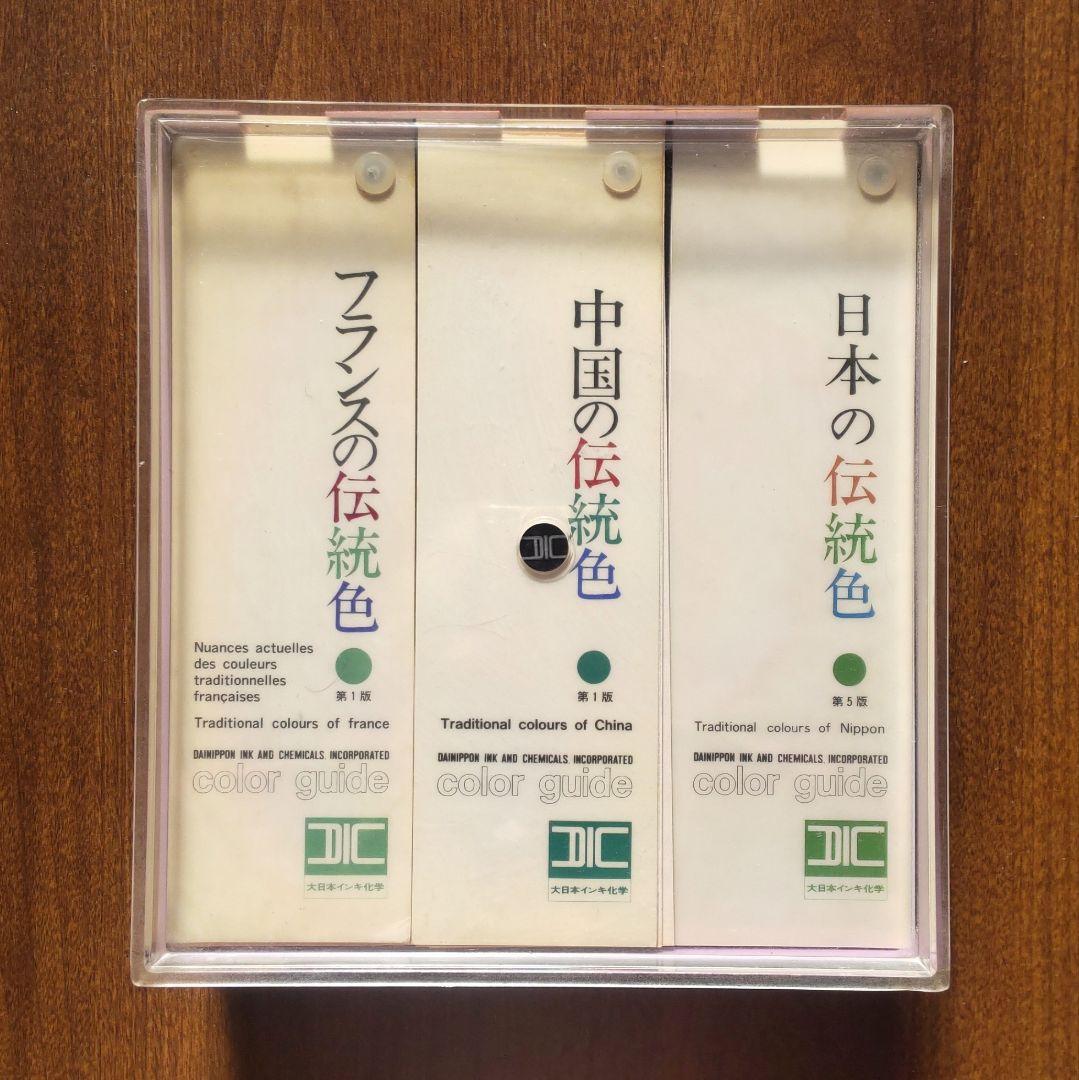 フランスの伝統色
Nuances actuelles
des couleurs
traditionnelles
françaises
第1版
Traditional colours of france
DAINIPPON INK AND CHEMICALS, INCORPORATED
color guide
DIC
大日本インキ化学
中国の伝統色
DIC
第1版
Traditional colours of China
DAINIPPON INK AND CHEMICALS, INCORPORATED
color guide
DIC
大日本インキ化学
日本の伝統色
第5版
Traditional colours of Nippon
DAINIPPON INK AND CHEMICALS, INCORPORATED
color guide
DIC
大日本インキ化学